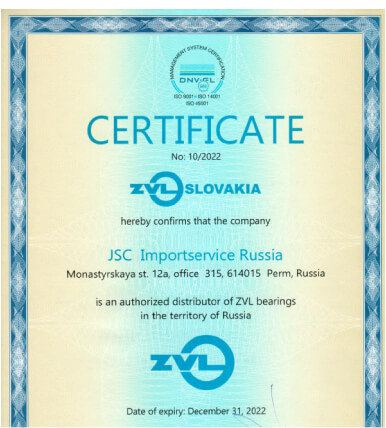 MANAGEMENT SYSTEM CERTIFICATION
DNV·GL
ISO 9001 • ISO 14001
CERTIFICATE
No: 10/2022
ZVL SLOVAKIA
hereby confirms that the company
JSC Importservice Russia
Monastyrskaya st. 12a, office 315, 614015 Perm, Russia
is an authorized distributor of ZVL bearings
in the territory of Russia
ZVL
Date of expiry: December 31, 2022